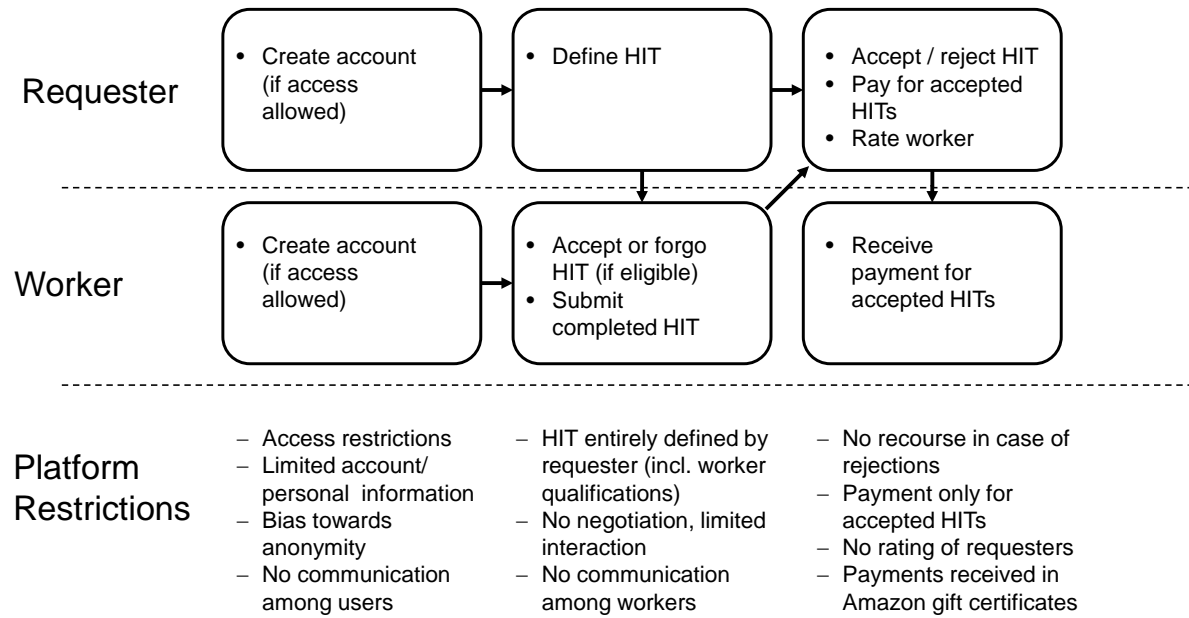 Requester
• Create account
(if access
allowed)
• Define HIT
• Accept / reject HIT
• Pay for accepted
HITs
• Rate worker
Worker
• Create account
(if access
allowed)
• Accept or forgo
HIT (if eligible)
• Submit
completed HIT
• Receive
payment for
accepted HITs
Platform
Restrictions
– Access restrictions
– Limited account/
personal information
– Bias towards
anonymity
– No communication
among users
– HIT entirely defined by
requester (incl. worker
qualifications)
– No negotiation, limited
interaction
– No communication
among workers
– No recourse in case of
rejections
– Payment only for
accepted HITs
– No rating of requesters
– Payments received in
Amazon gift certificates